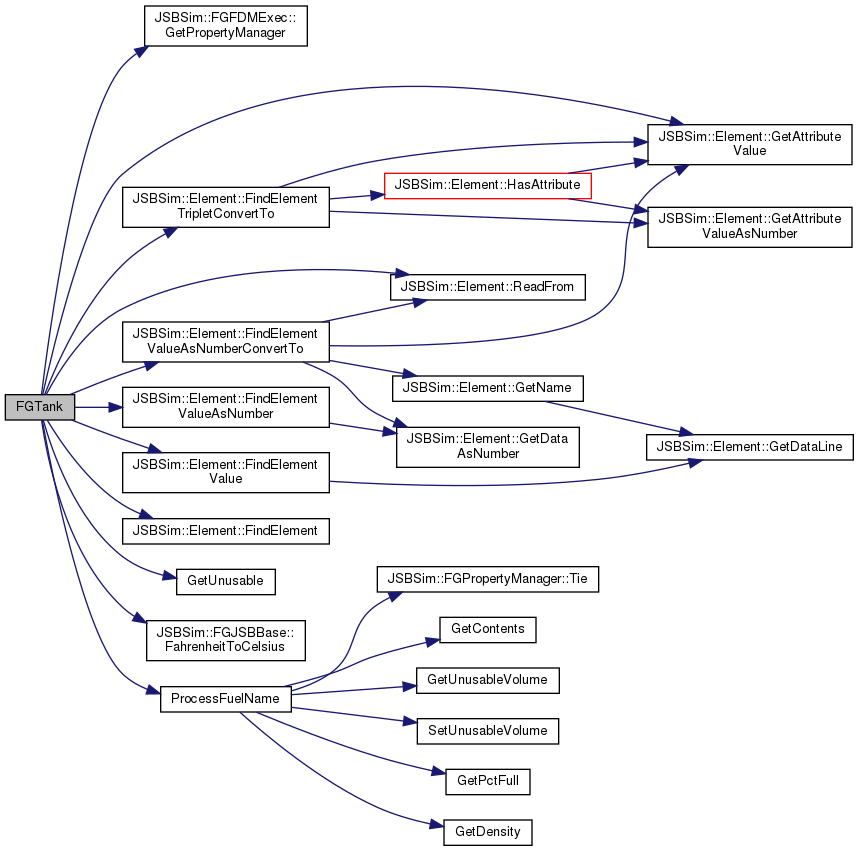 JSBSim::FGFDMExec::
GetPropertyManager
JSBSim::Element::GetAttribute
Value
JSBSim::Element::HasAttribute
JSBSim::Element::FindElement
TripletConvertTo
JSBSim::Element::GetAttribute
ValueAsNumber
JSBSim::Element::ReadFrom
JSBSim::Element::FindElement
ValueAsNumberConvertTo
JSBSim::Element::GetName
FGTank
JSBSim::Element::FindElement
ValueAsNumber
JSBSim::Element::GetData
AsNumber
JSBSim::Element::GetDataLine
JSBSim::Element::FindElement
Value
JSBSim::Element::FindElement
GetUnusable
JSBSim::FGPropertyManager::Tie
JSBSim::FGJSBBase::
FahrenheitToCelsius
GetContents
GetUnusableVolume
ProcessFuelName
SetUnusableVolume
GetPctFull
GetDensity